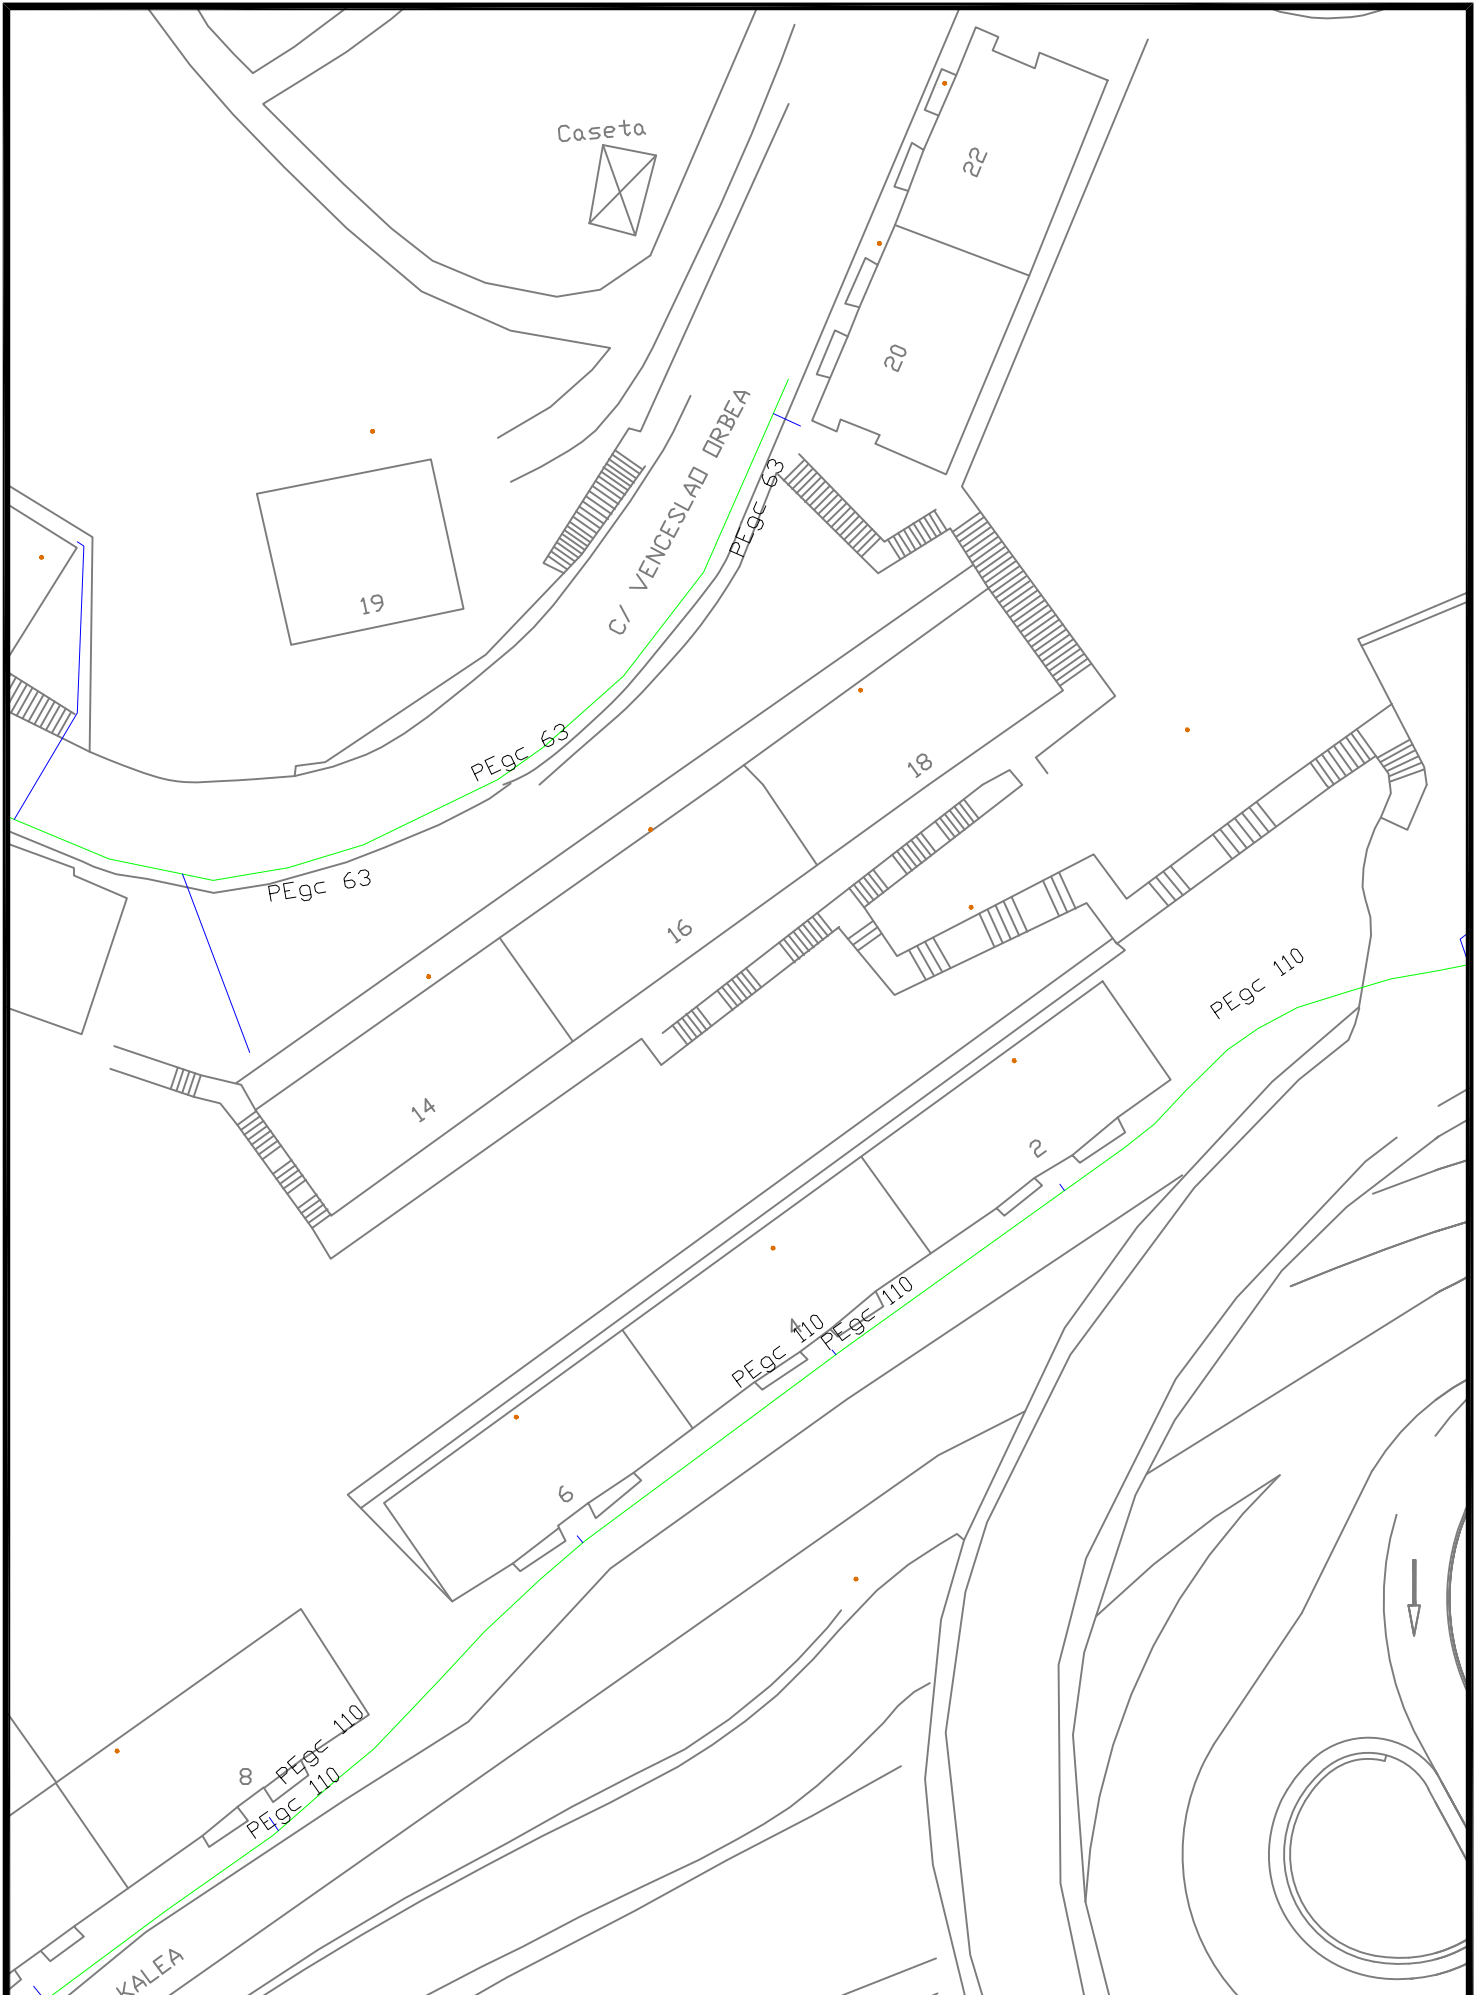 Caseta
22
20
C/ VENCESLAO ORBEA
PEgc 63
19
PEgc 63
18
PEgc 63
16
PEgc 110
14
2
PEgc 110
4
PEgc 110
6
PEgc 110
8
PEgc 110
KALEA